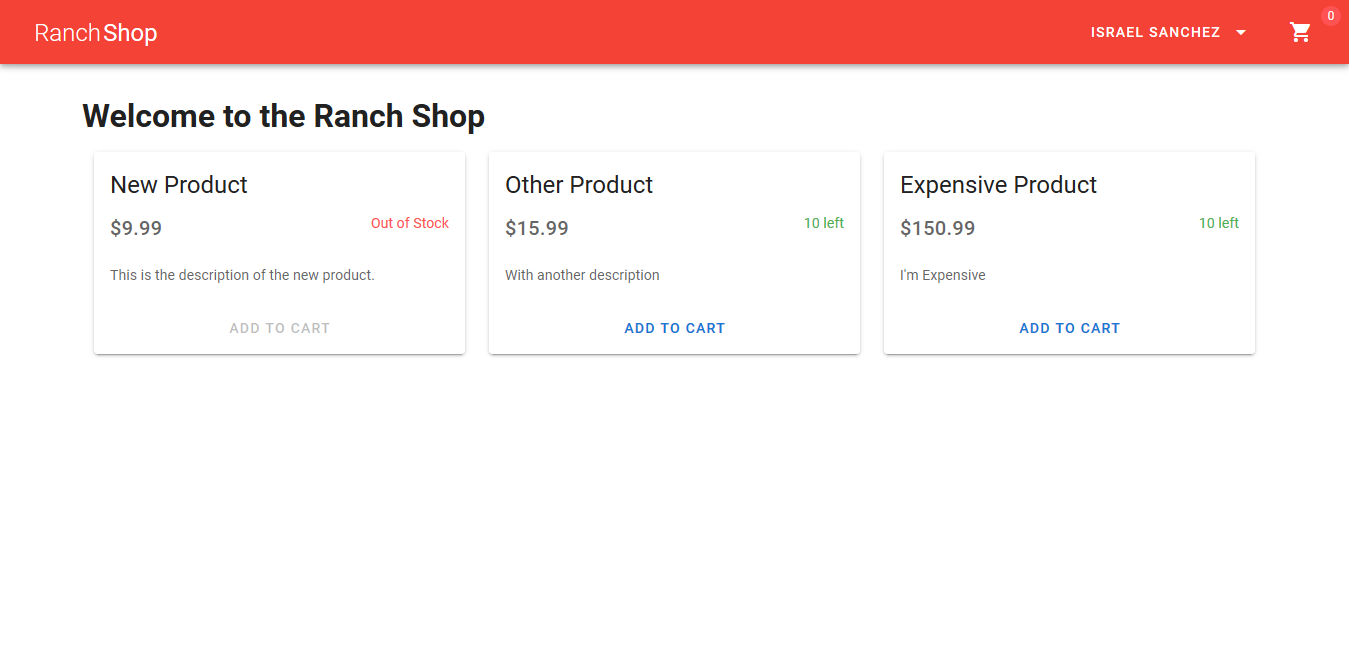 RanchShop
ISRAEL SANCHEZ
0
Welcome to the Ranch Shop
New Product
$9.99
Out of Stock
This is the description of the new product.
ADD TO CART
Other Product
$15.99
10 left
With another description
ADD TO CART
Expensive Product
$150.99
10 left
I'm Expensive
ADD TO CART